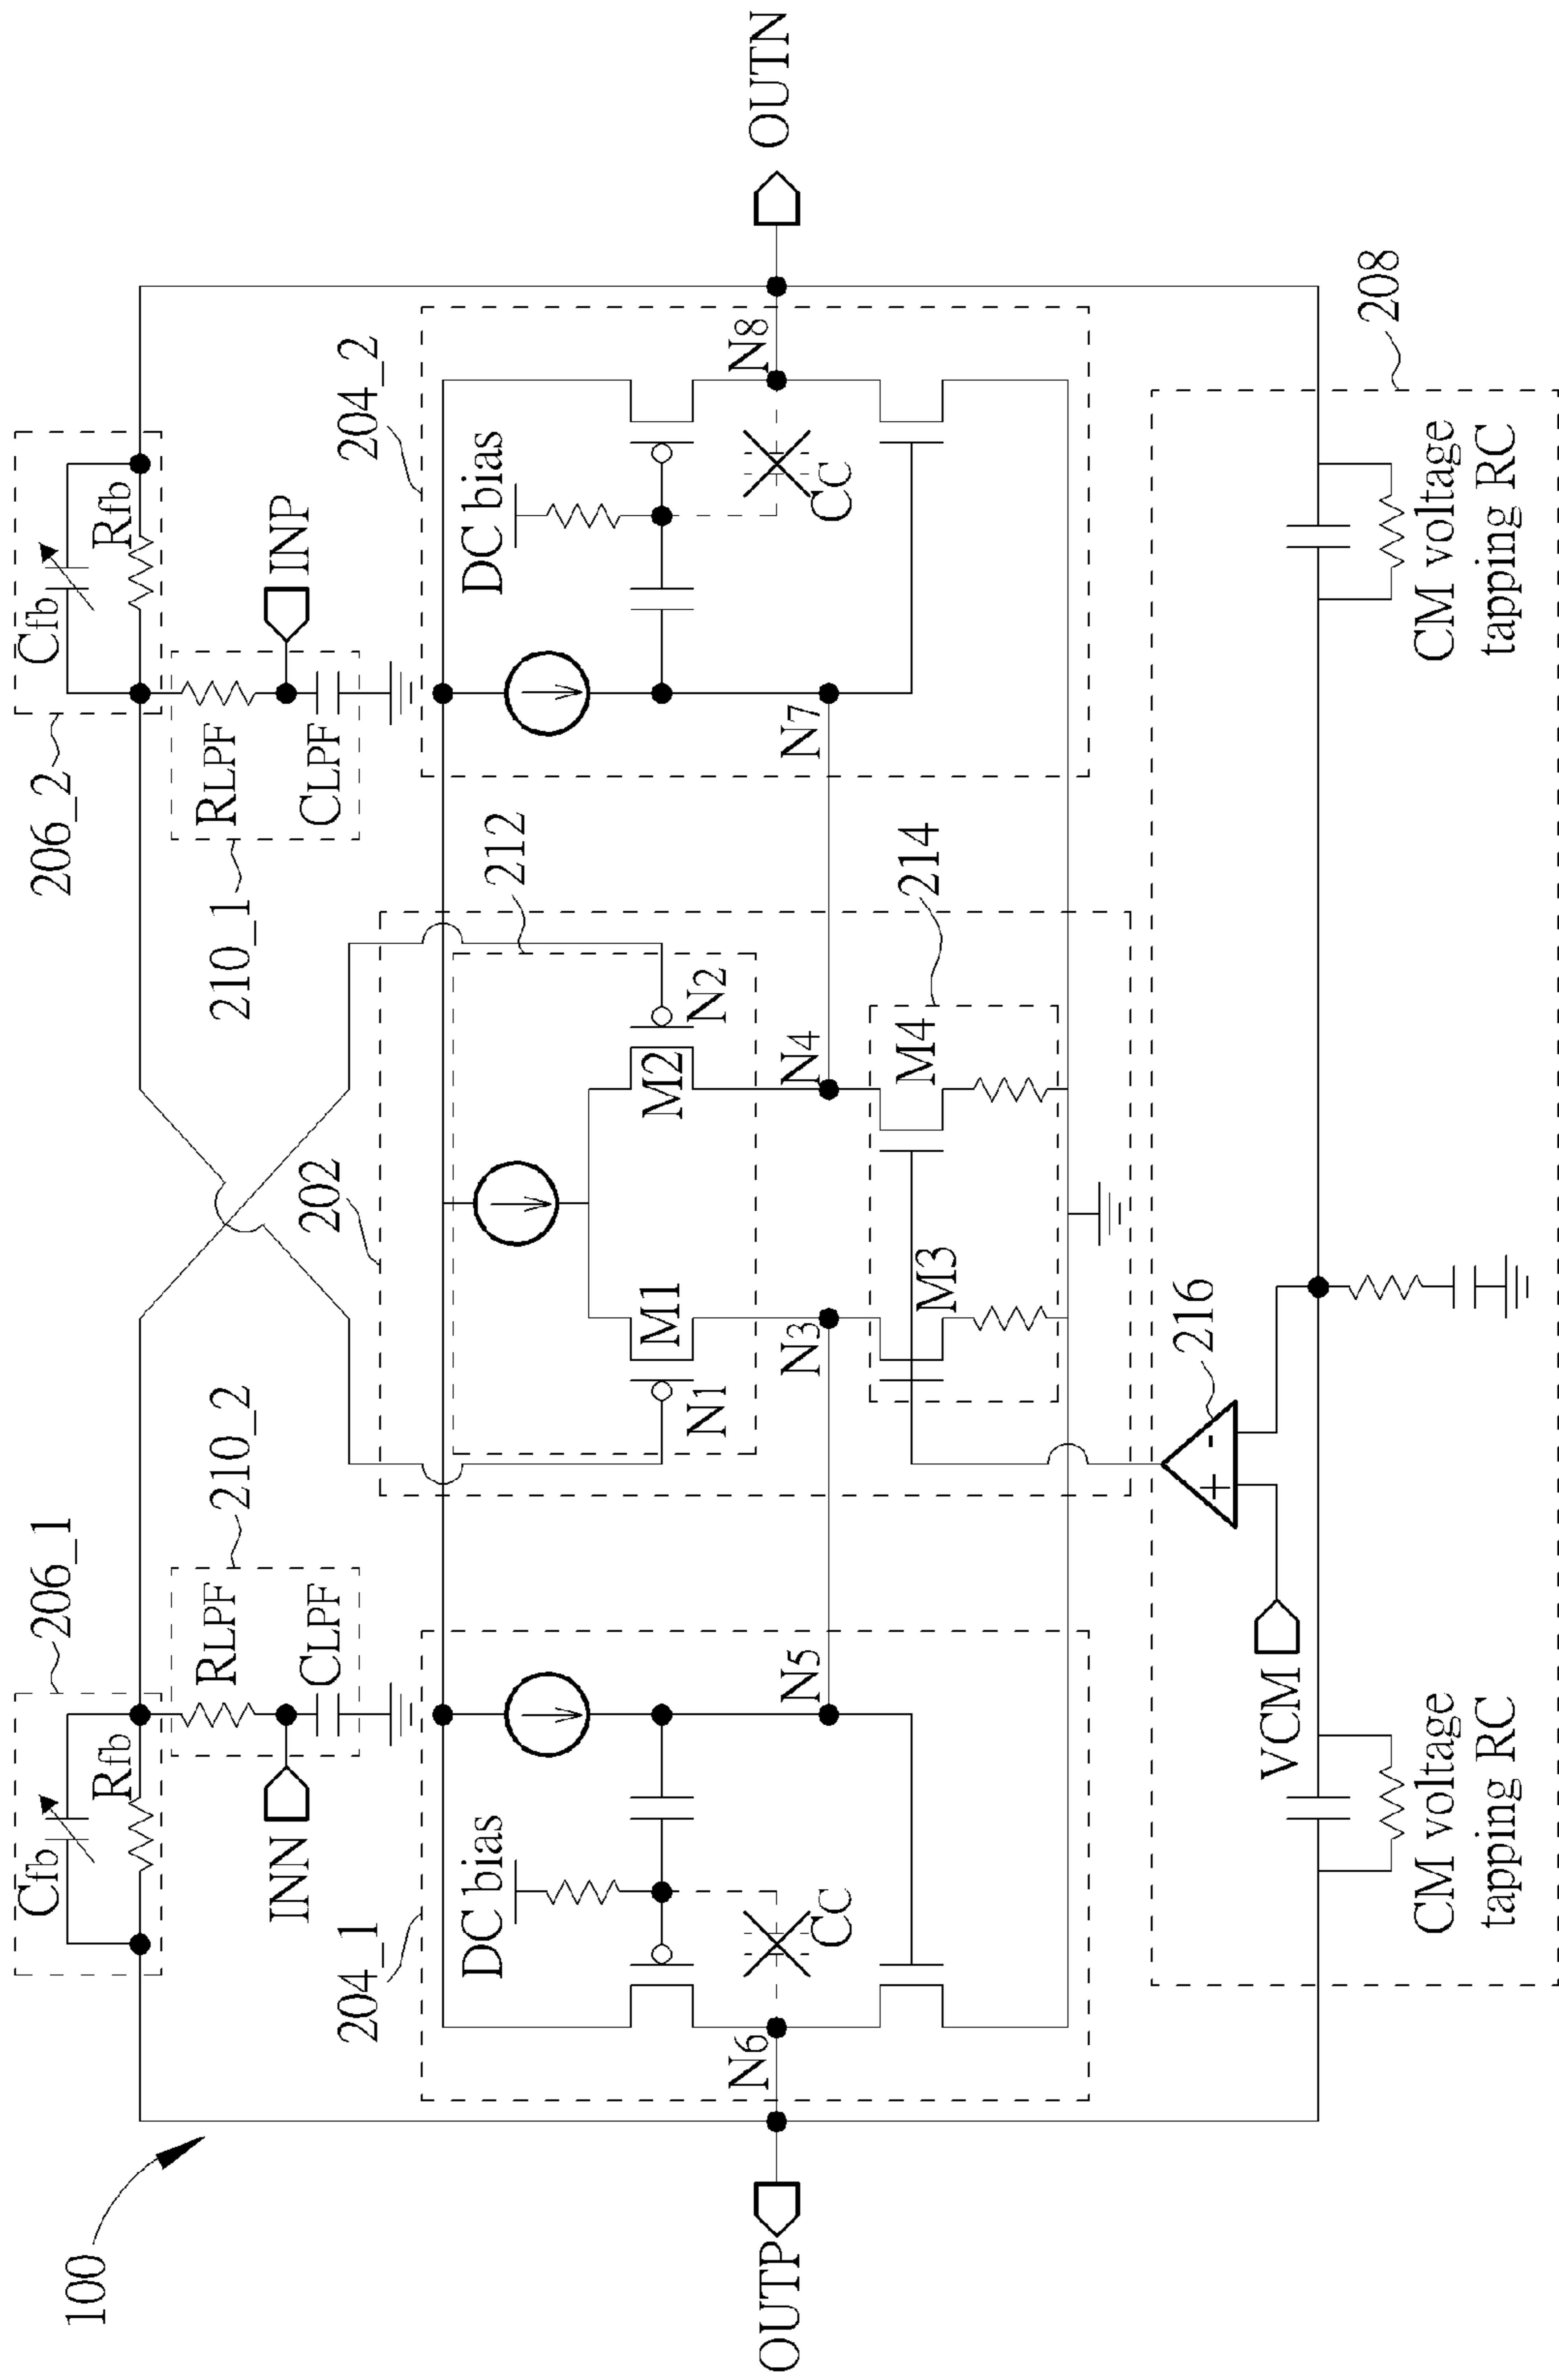 100
206_1
206_2
Cfb
Rfb
Cfb
Rfb
INN
RLPF
CLPF
210_2
RLPF
CLPF
210_1
INP
204_1
202
212
204_2
DC bias
DC bias
Cc
Cc
M1
M2
N1
N2
OUTP
N6
N5
N3
N4
N7
N8
OUTN
M3
M4
214
216
+
-
VCM
208
CM voltage
tapping RC
CM voltage
tapping RC